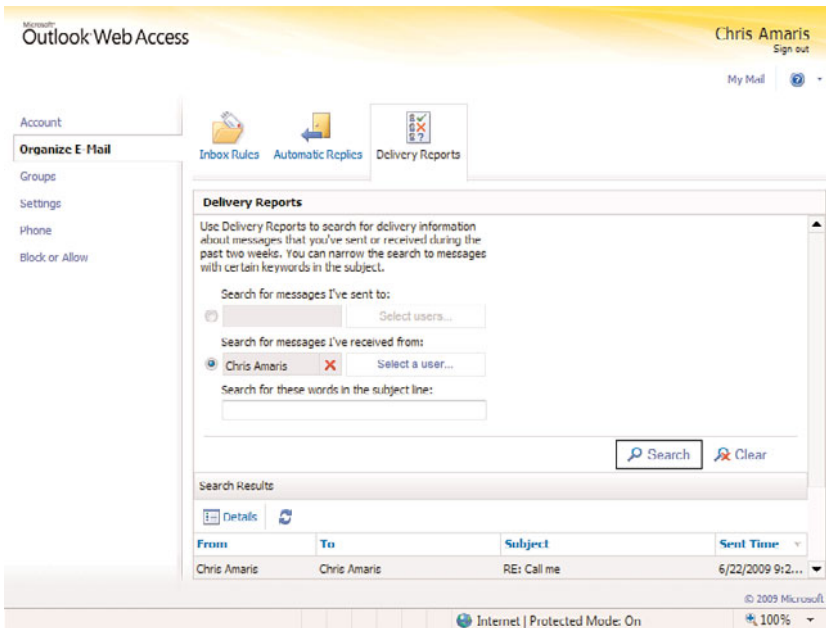 Microsoft
Outlook Web Access
Chris Amaris
Sign out
My Mail
Account
Organize E-Mail
Groups
Settings
Phone
Block or Allow
Inbox Rules
Automatic Replies
Delivery Reports
Delivery Reports
Use Delivery Reports to search for delivery information
about messages that you've sent or received during the
past two weeks. You can narrow the search to messages
with certain keywords in the subject.
Search for messages I've sent to:
Select users...
Search for messages I've received from:
Chris Amaris
Select a user...
Search for these words in the subject line:
Search
Clear
Search Results
Details
From To Subject Sent Time
Chris Amaris Chris Amaris RE: Call me 6/22/2009 9:2...
© 2009 Microsoft
Internet | Protected Mode: On
100%